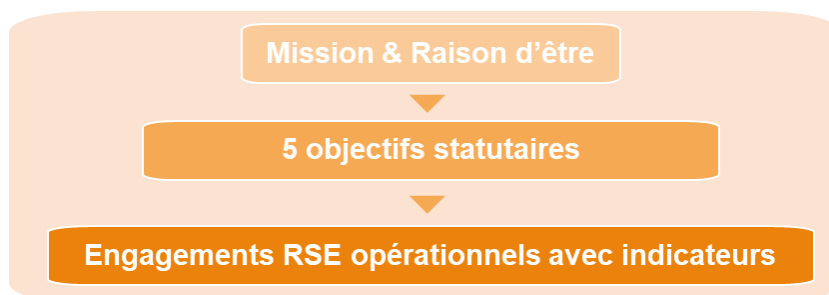 Mission & Raison d’être
5 objectifs statutaires
Engagements RSE opérationnels avec indicateurs